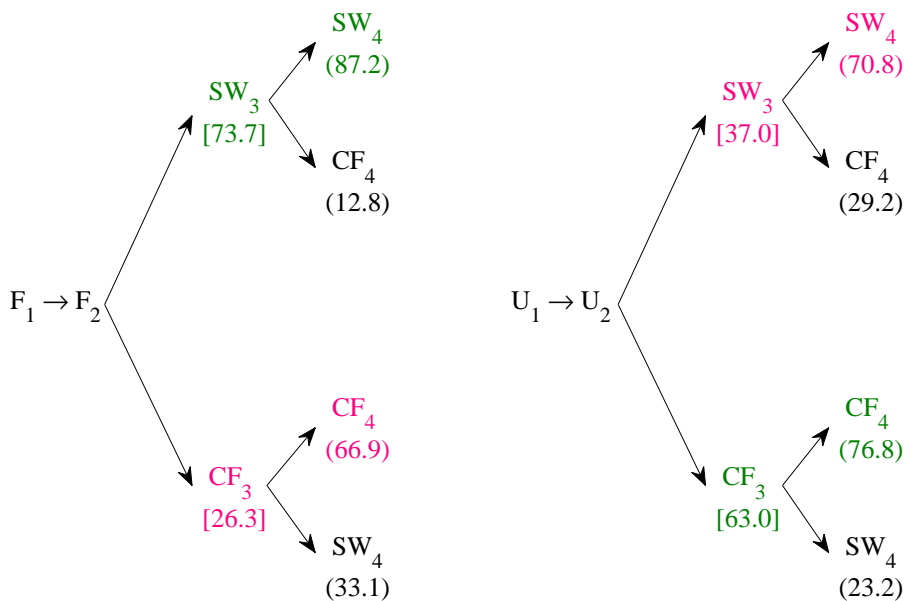 SW₄
(87.2)
SW₃
[73.7]
CF₄
(12.8)
F₁ → F₂
CF₄
(66.9)
CF₃
[26.3]
SW₄
(33.1)
SW₄
(70.8)
SW₃
[37.0]
CF₄
(29.2)
U₁ → U₂
CF₄
(76.8)
CF₃
[63.0]
SW₄
(23.2)